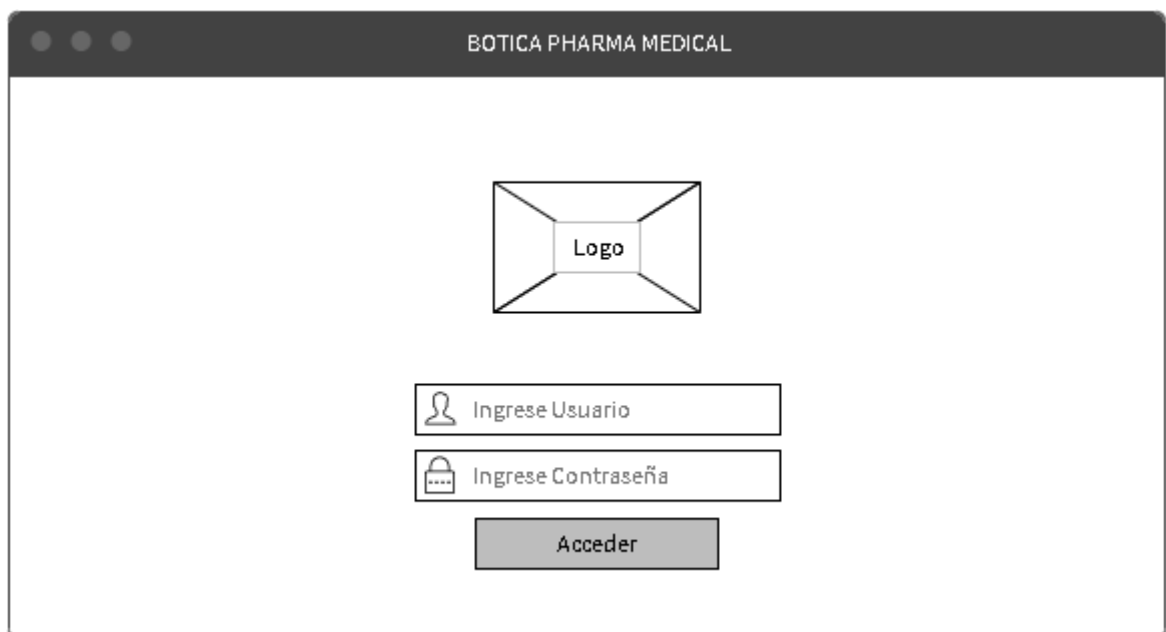 BOTICA PHARMA MEDICAL
Logo
Ingrese Usuario
Ingrese Contraseña
Acceder